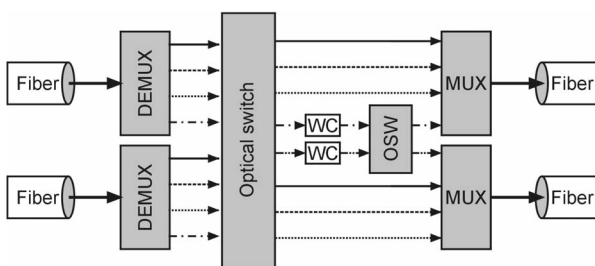 Fiber
DEMUX
Optical switch
WC
WC
OSW
MUX
Fiber
Fiber
DEMUX
MUX
Fiber